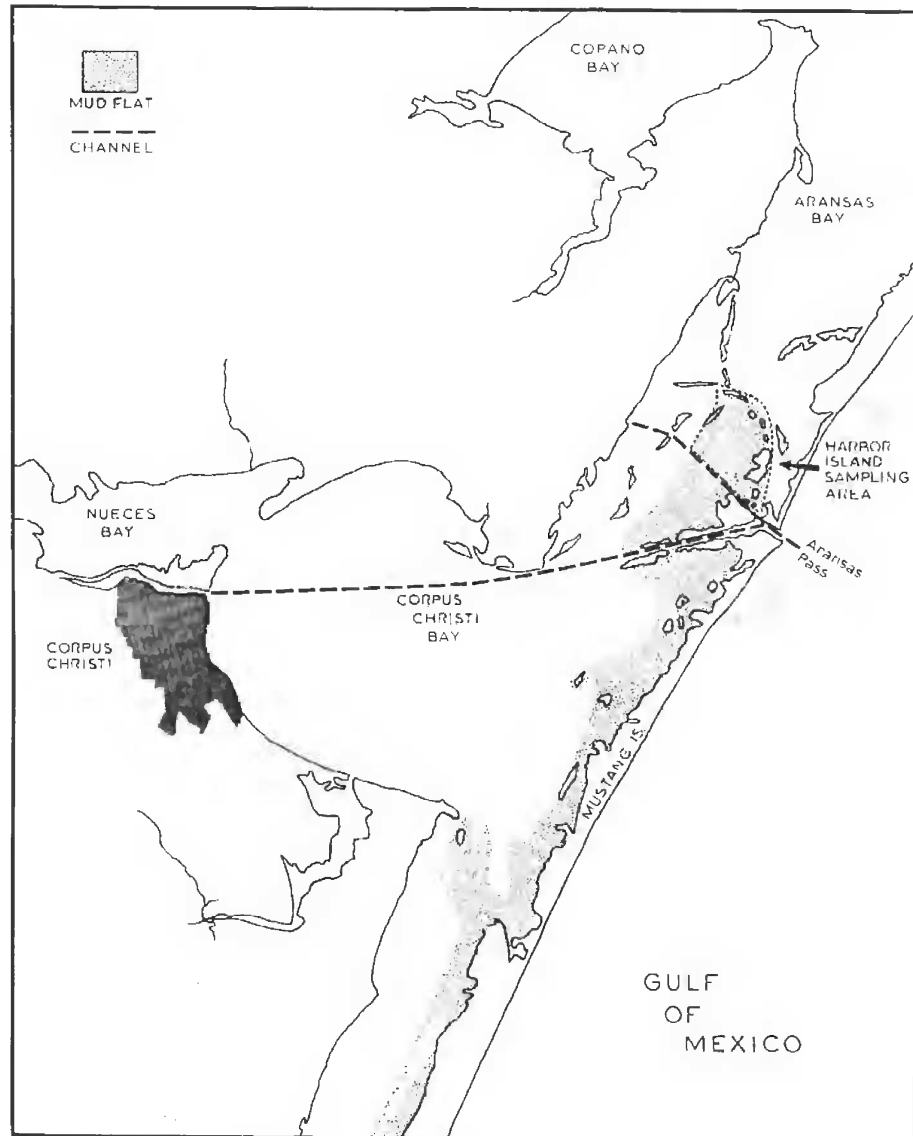 MUD FLAT
CHANNEL
COPANO
BAY
ARANSAS
BAY
HARBOR
ISLAND
SAMPLING
AREA
NUECES
BAY
Aransas
Pass
CORPUS
CHRISTI
BAY
CORPUS
CHRISTI
MUSTANG IS.
GULF
OF
MEXICO